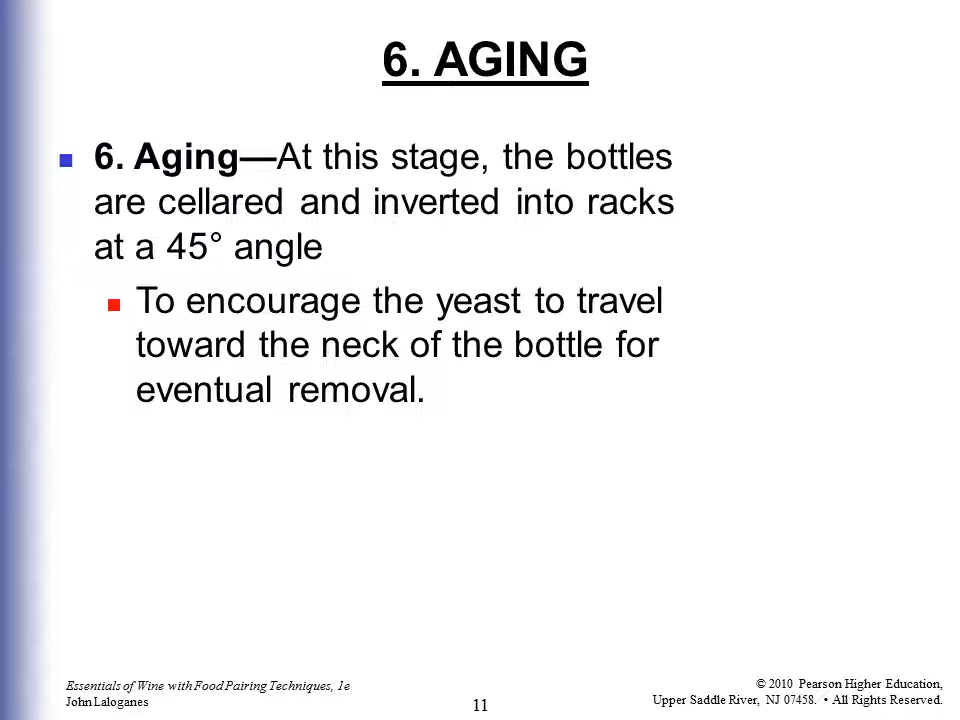 6. AGING
6. Aging—At this stage, the bottles
are cellared and inverted into racks
at a 45° angle
To encourage the yeast to travel
toward the neck of the bottle for
eventual removal.
Essentials of Wine with Food Pairing Techniques, 1e
John Laloganes
11
© 2010 Pearson Higher Education,
Upper Saddle River, NJ 07458. • All Rights Reserved.